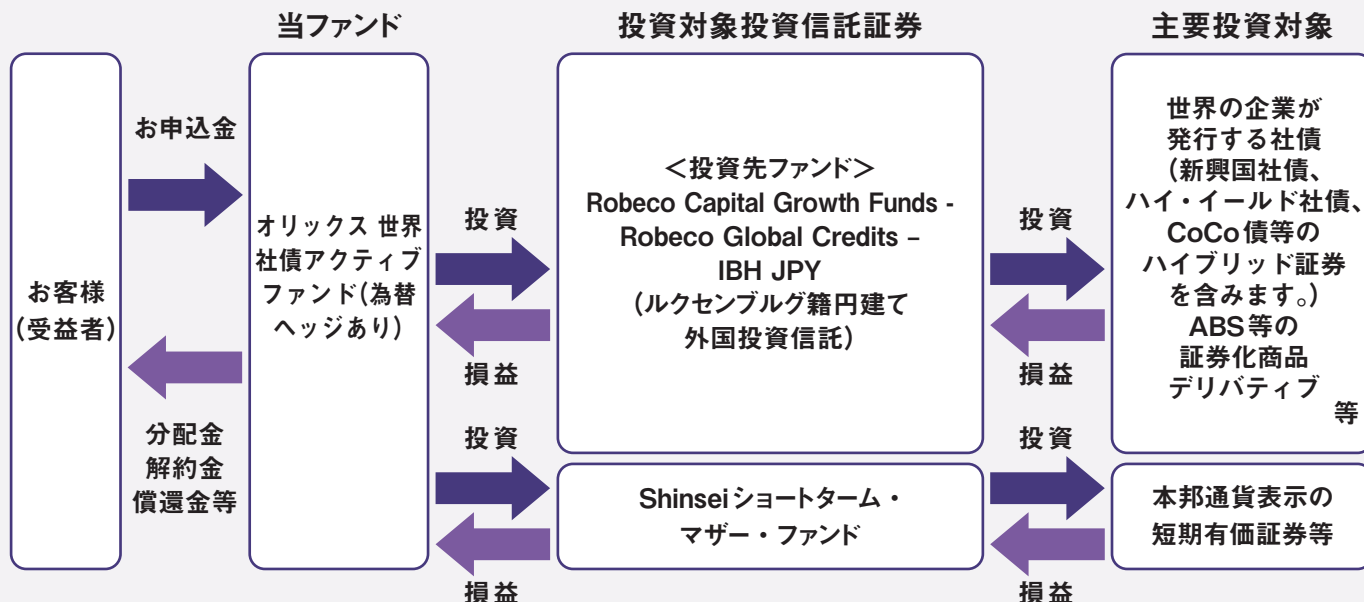 当ファンド
投資対象投資信託証券
主要投資対象
お客様
(受益者)
お申込金
分配金
解約金
償還金等
オリックス 世界
社債アクティブ
ファンド(為替
ヘッジあり)
投資
損益
投資
損益
＜投資先ファンド＞
Robeco Capital Growth Funds -
Robeco Global Credits –
IBH JPY
(ルクセンブルグ籍円建て
外国投資信託)
Shinseiショートターム・
マザー・ファンド
投資
損益
投資
損益
世界の企業が
発行する社債
(新興国社債、
ハイ・イールド社債、
CoCo債等の
ハイブリッド証券
を含みます。)
ABS等の
証券化商品
デリバティブ
等
本邦通貨表示の
短期有価証券等